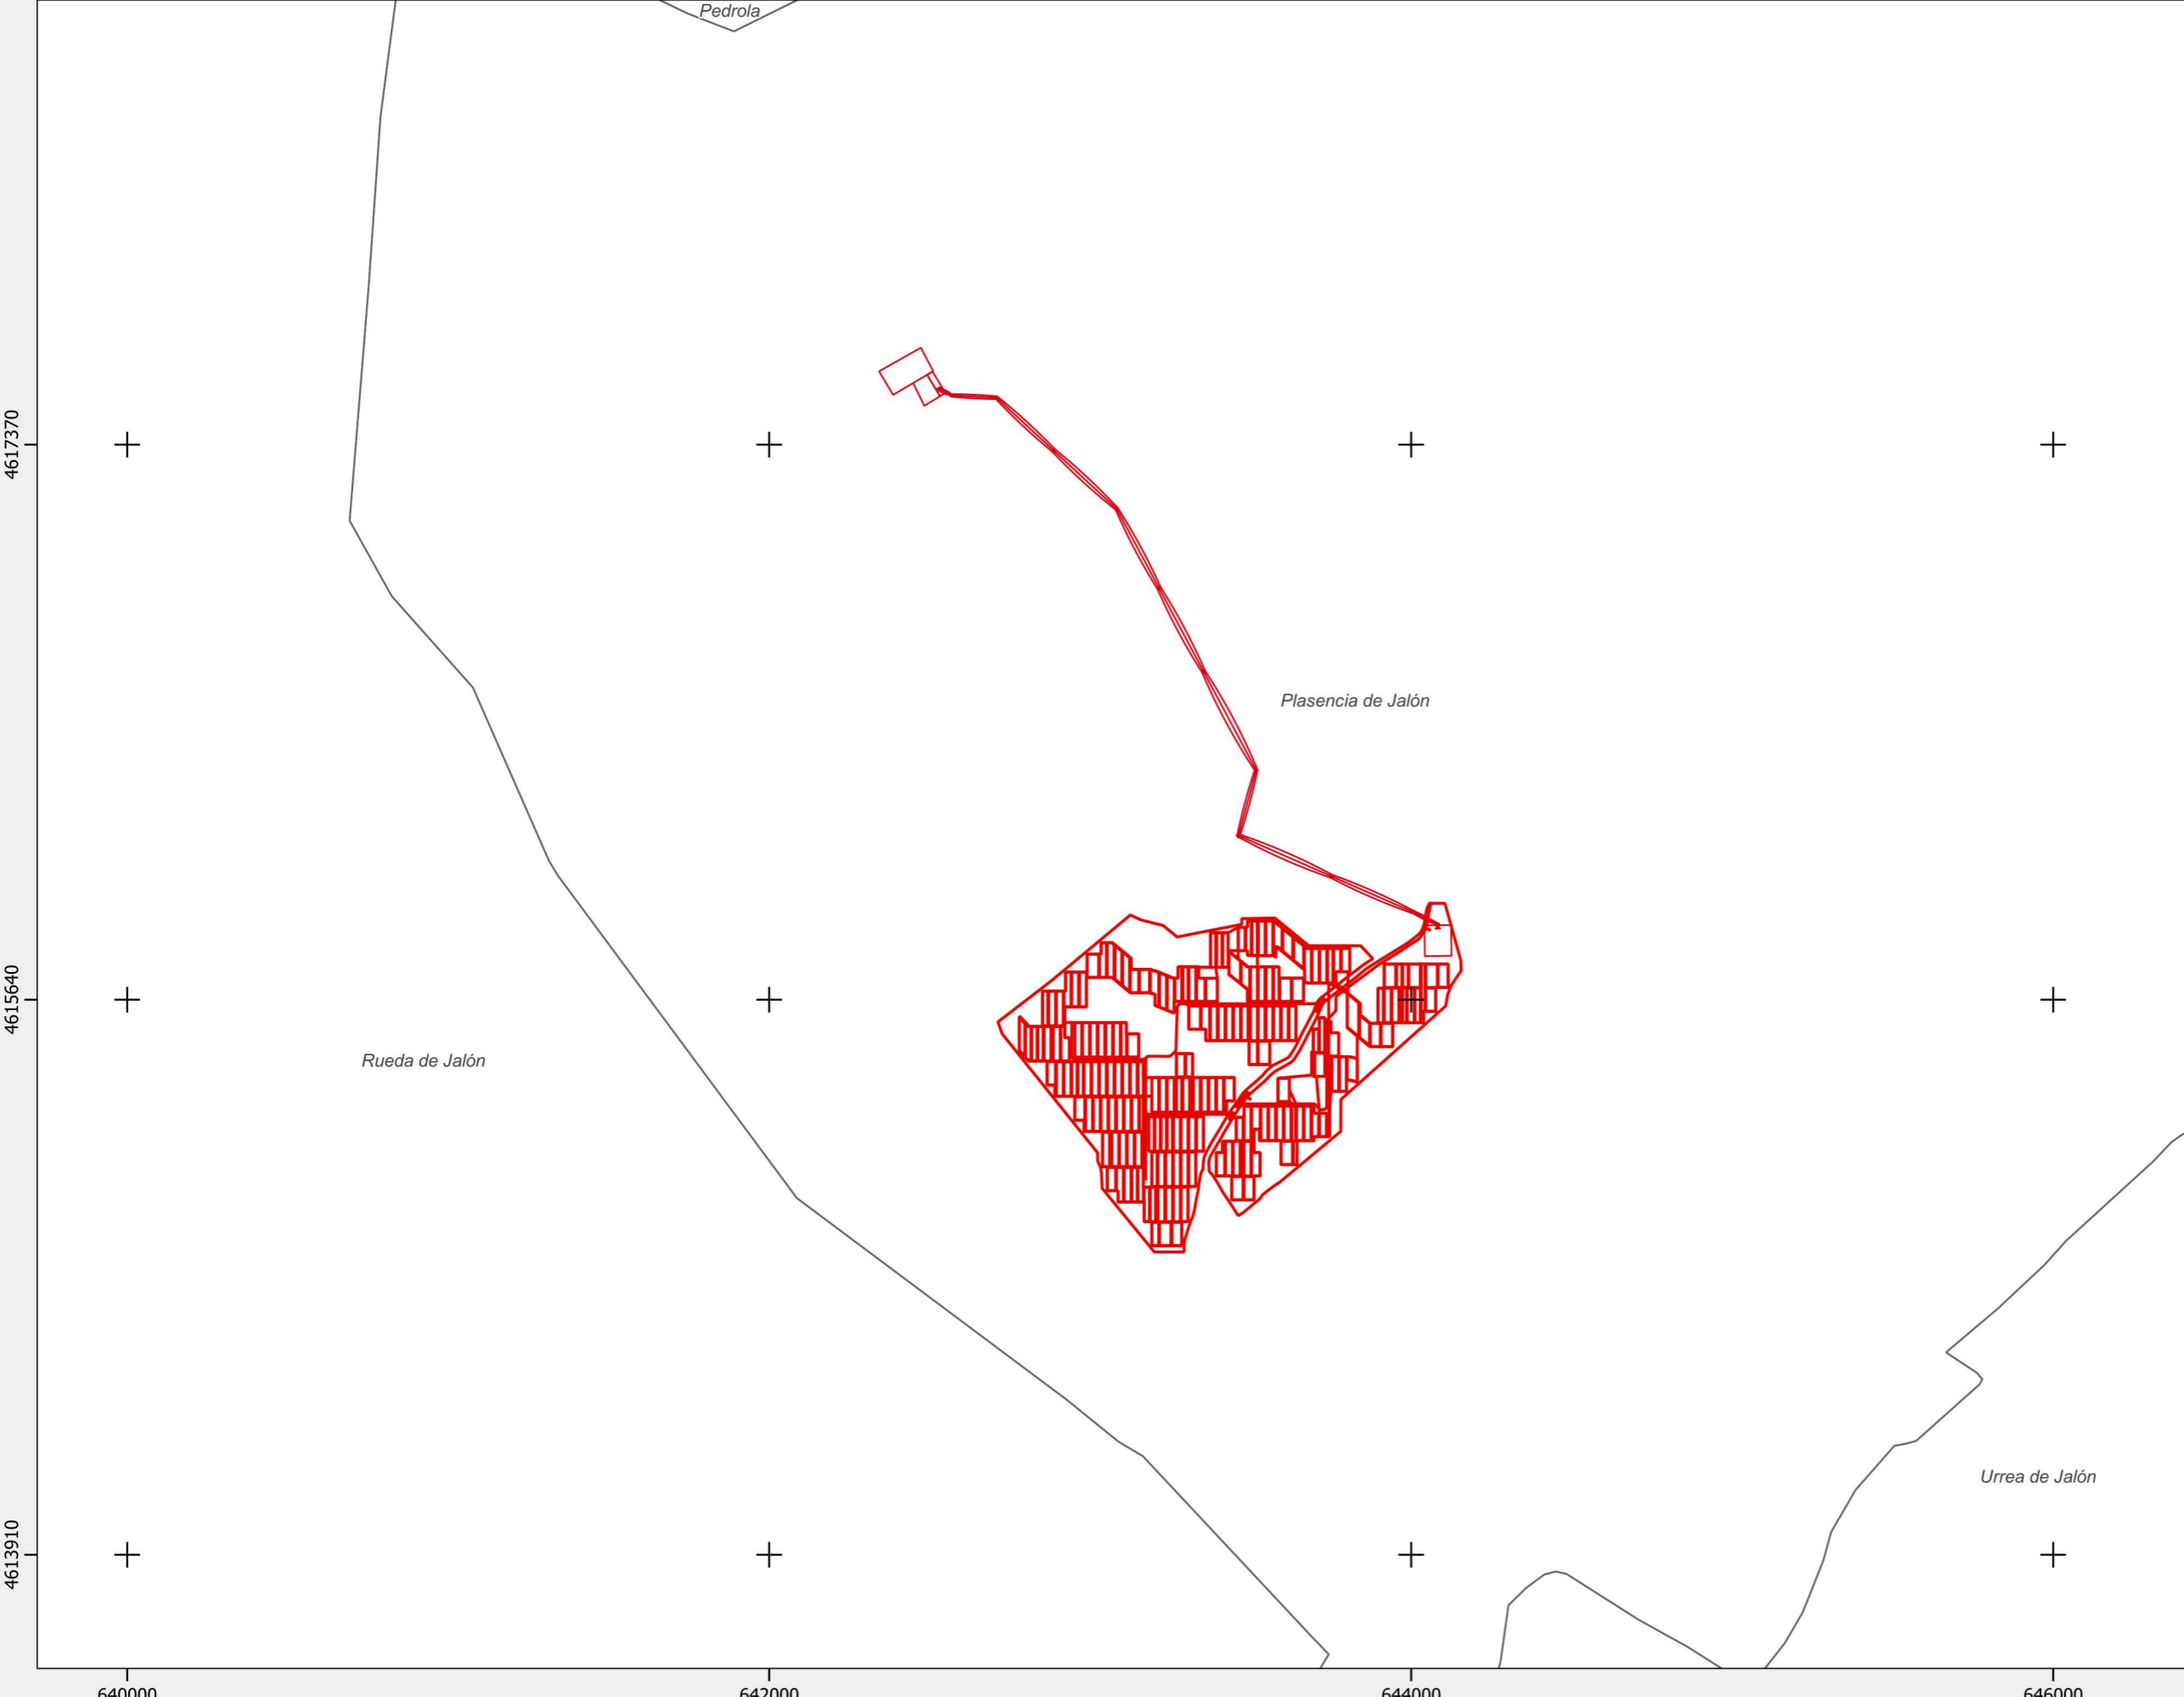 Pedrola
4617370
Plasencia de Jalón
4615640
Rueda de Jalón
Urrea de Jalón
4613910
640000
642000
644000
646000